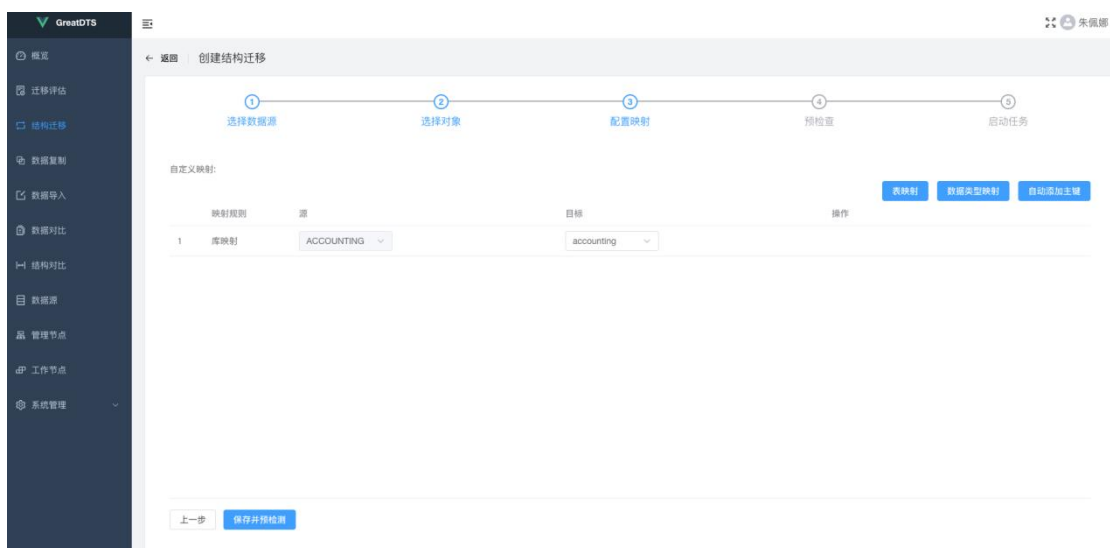 GreatDTS
朱佩娜
概览
迁移评估
结构迁移
数据复制
数据导入
数据对比
结构对比
数据源
管理节点
工作节点
系统管理
← 返回 创建结构迁移
1 2 3 4 5
选择数据源 选择对象 配置映射 预检查 启动任务
自定义映射:
表映射 数据类型映射 自动添加主键
映射规则 源 目标 操作
1 库映射 ACCOUNTING accounting
上一步 保存并预检测